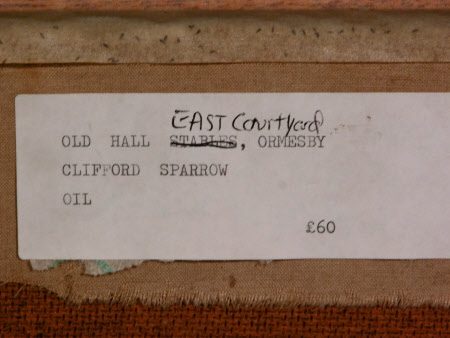 EAST Courtyard
OLD HALL STABLES, ORMESBY
CLIFFORD SPARROW
OIL
£60